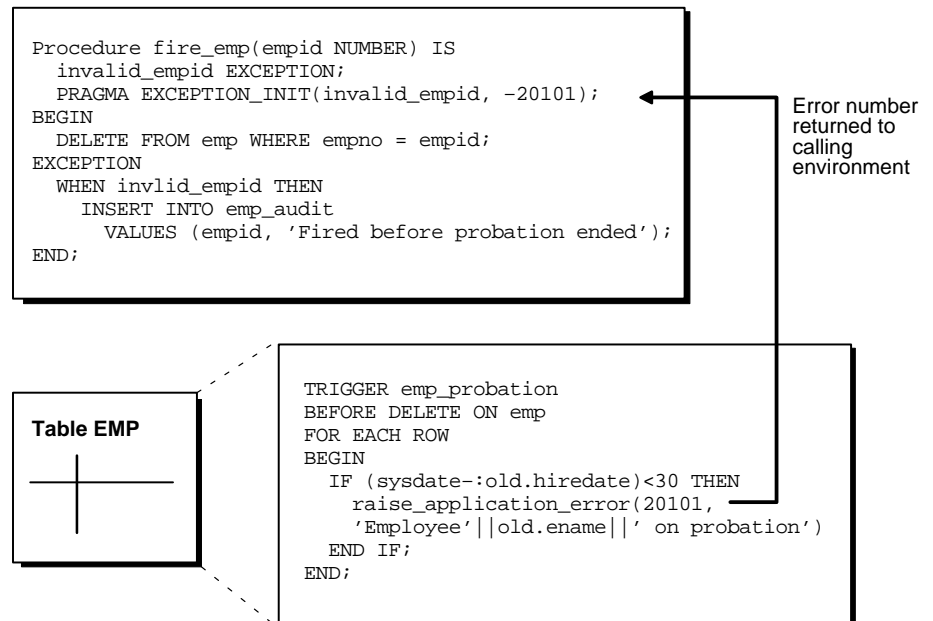 Procedure fire_emp(empid NUMBER) IS
invalid_empid EXCEPTION;
PRAGMA EXCEPTION_INIT(invalid_empid, –20101);
BEGIN
DELETE FROM emp WHERE empno = empid;
EXCEPTION
WHEN invlid_empid THEN
INSERT INTO emp_audit
VALUES (empid, ’Fired before probation ended’);
END;
Error number
returned to
calling
environment
Table EMP
TRIGGER emp_probation
BEFORE DELETE ON emp
FOR EACH ROW
BEGIN
IF (sysdate–:old.hiredate)<30 THEN
raise_application_error(20101,
’Employee’||old.ename||’ on probation’)
END IF;
END;